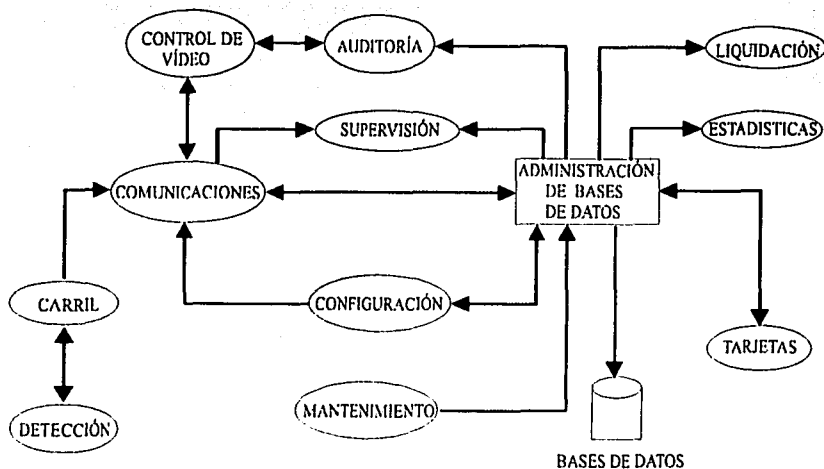 CONTROL DE
VÍDEO
AUDITORÍA
LIQUIDACIÓN
SUPERVISIÓN
ESTADISTICAS
COMUNICACIONES
ADMINISTRACIÓN
DE BASES
DE DATOS
CARRIL
CONFIGURACIÓN
TARJETAS
MANTENIMIENTO
DETECCIÓN
BASES DE DATOS